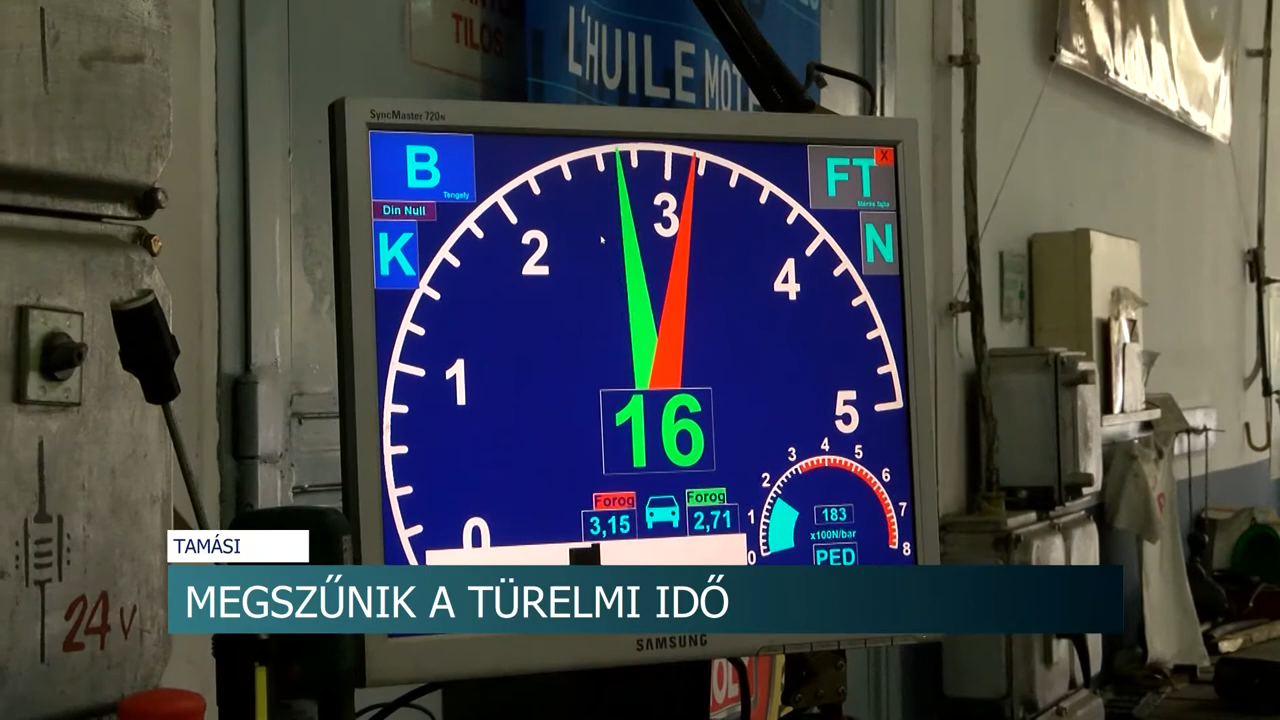 TILOS
L'HUILE MOTE
SyncMaster 720N
B
Tengely
FT
X
Mérés fajta
Din Null
K
N
0
1
2
3
4
5
16
Forog
Forog
3,15
2,71
0
1
2
3
4
5
6
7
8
183
x100N/bar
PED
TAMÁSI
MEGSZŰNIK A TÜRELMI IDŐ
SAMSUNG
24 V